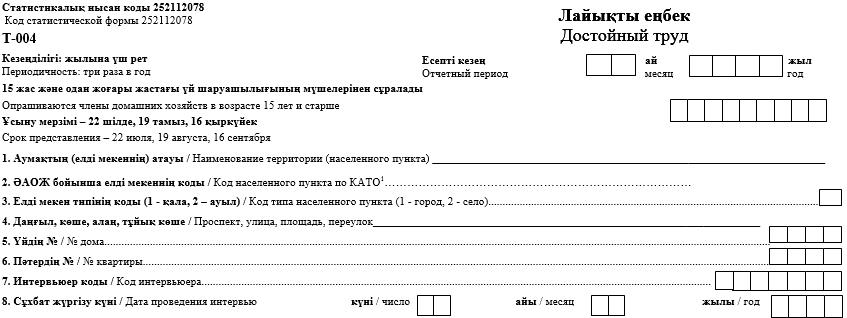 Статистикалық нысан коды 252112078
Код статистической формы 252112078
Т-004
Лайықты еңбек
Достойный труд
Кезеңділігі: жылына үш рет
Периодичность: три раза в год
Есепті кезең
Отчетный период
ай
месяц
жыл
год
15 жас және одан жоғары жастағы үй шаруашылығының мүшелерінен сұралады
Опрашиваются члены домашних хозяйств в возрасте 15 лет и старше
Ұсыну мерзімі – 22 шілде, 19 тамыз, 16 қыркүйек
Срок представления – 22 июля, 19 августа, 16 сентября
1. Аумақтың (елді мекеннің) атауы / Наименование территории (населенного пункта)
2. ӘАОЖ бойынша елді мекеннің коды / Код населенного пункта по КАТО¹
3. Елді мекен типінің коды (1 - қала, 2 – ауыл) / Код типа населенного пункта (1 - город, 2 - село)
4. Даңғыл, көше, алаң, тұйық көше / Проспект, улица, площадь, переулок
5. Үйдің № / № дома
6. Пәтердің № / № квартиры
7. Интервьюер коды / Код интервьюера
8. Сұхбат жүргізу күні / Дата проведения интервью күні / число айы / месяц жылы / год